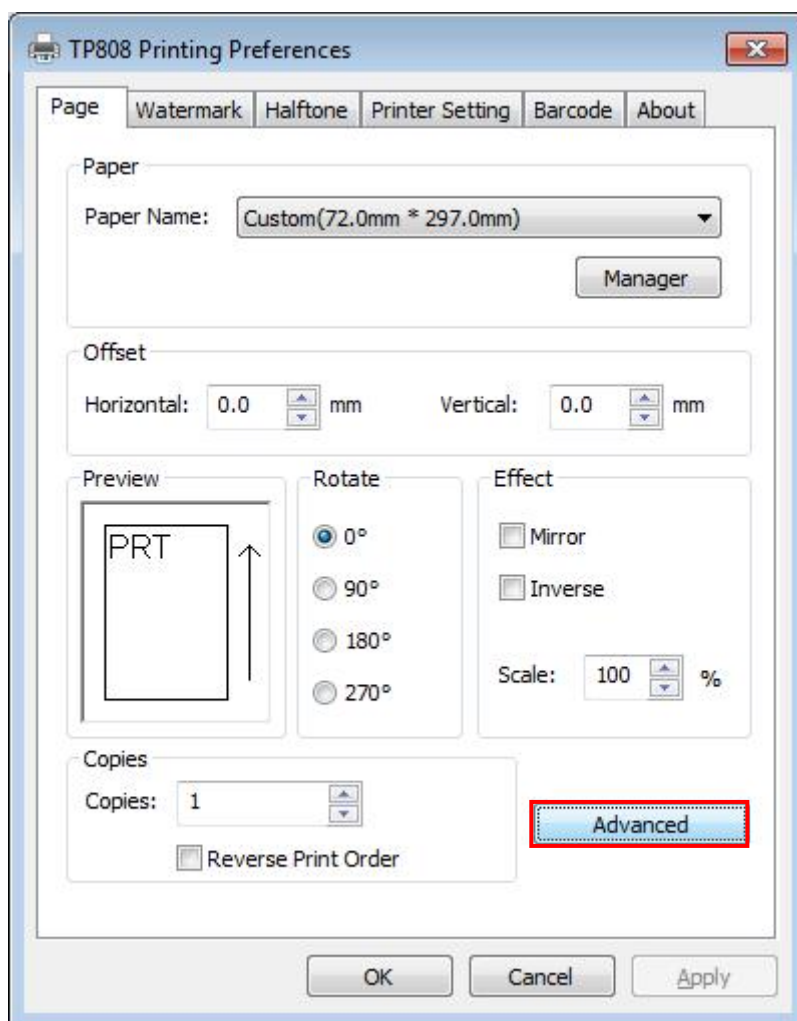 TP808 Printing Preferences
Page Watermark Halftone Printer Setting Barcode About
Paper
Paper Name: Custom(72.0mm * 297.0mm)
Manager
Offset
Horizontal: 0.0 mm Vertical: 0.0 mm
Preview Rotate Effect
PRT
0° Mirror
90° Inverse
180°
Scale: 100 %
270°
Copies
Copies: 1
Advanced
Reverse Print Order
OK Cancel Apply